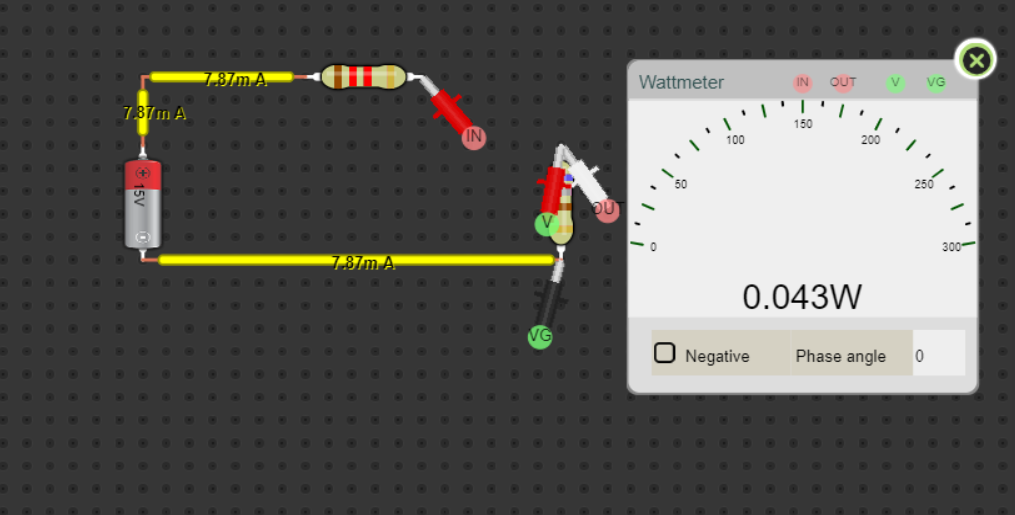 7.87m A
7.87m A
15V
7.87m A
IN
OUT
V
VG
Wattmeter IN OUT V VG
0 50 100 150 200 250 300
0.043W
Negative Phase angle 0